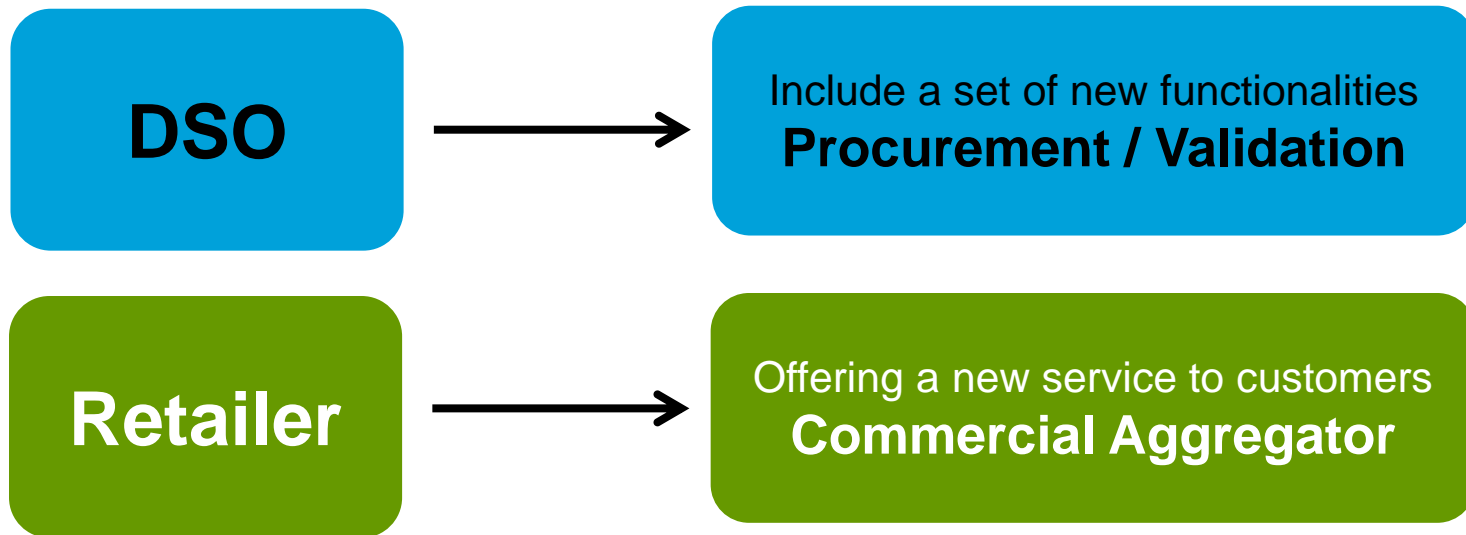 DSO
Include a set of new functionalities
Procurement / Validation
Retailer
Offering a new service to customers
Commercial Aggregator